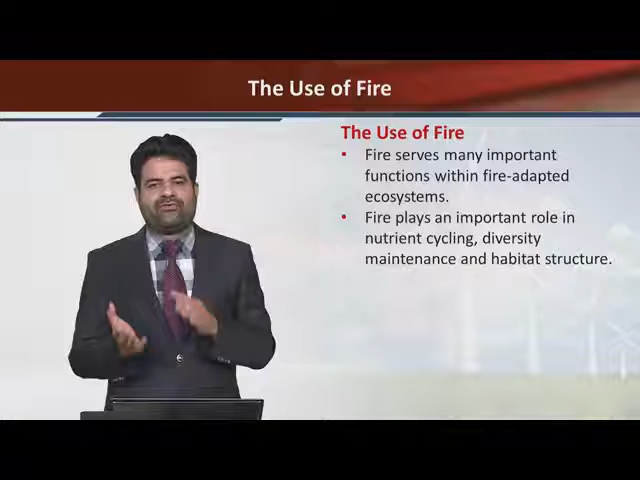 The Use of Fire
The Use of Fire
• Fire serves many important
functions within fire-adapted
ecosystems.
• Fire plays an important role in
nutrient cycling, diversity
maintenance and habitat structure.